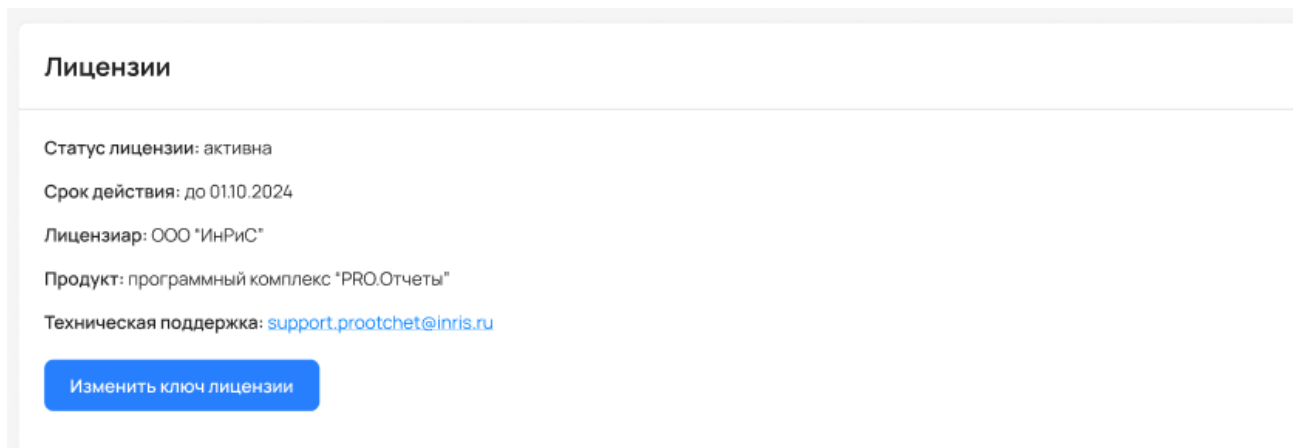 Лицензии
Статус лицензии: активна
Срок действия: до 01.10.2024
Лицензиар: ООО "ИнРиС"
Продукт: программный комплекс "PRO.Отчеты"
Техническая поддержка: support.prootchet@inris.ru
Изменить ключ лицензии